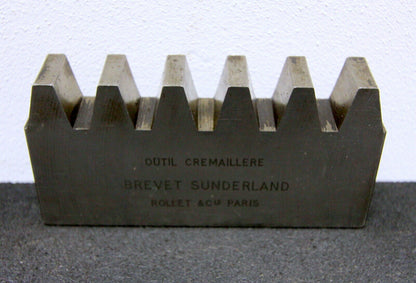 OUTIL CREMAILLERE
BREVET SUNDERLAND
ROLLET & Cie PARIS